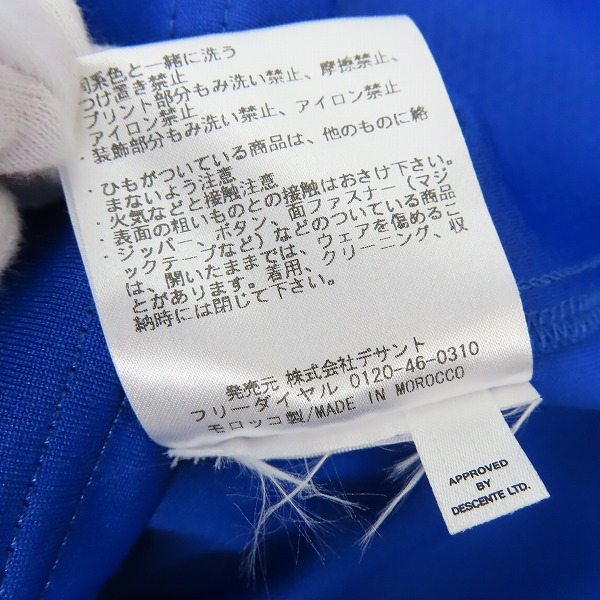 同系色と一緒に洗う
つけ置き禁止
プリント部分もみ洗い禁止、摩擦禁止、
アイロン禁止
・装飾部分もみ洗い禁止、アイロン禁止
・ひもがついている商品は、他のものに絡
まないよう注意
・火気などと接触注意
・表面の粗いものとの接触はおさけ下さい。
・ジッパー、ボタン、面ファスナー（マジ
ックテープなど）などのついている商品
は、開いたままでは、ウェアを傷めるこ
とがあります。着用、クリーニング、収
納時には閉じて下さい。
発売元 株式会社デサント
フリーダイヤル 0120-46-0310
モロッコ製/MADE IN MOROCCO
APPROVED
BY
DESCENTE LTD.